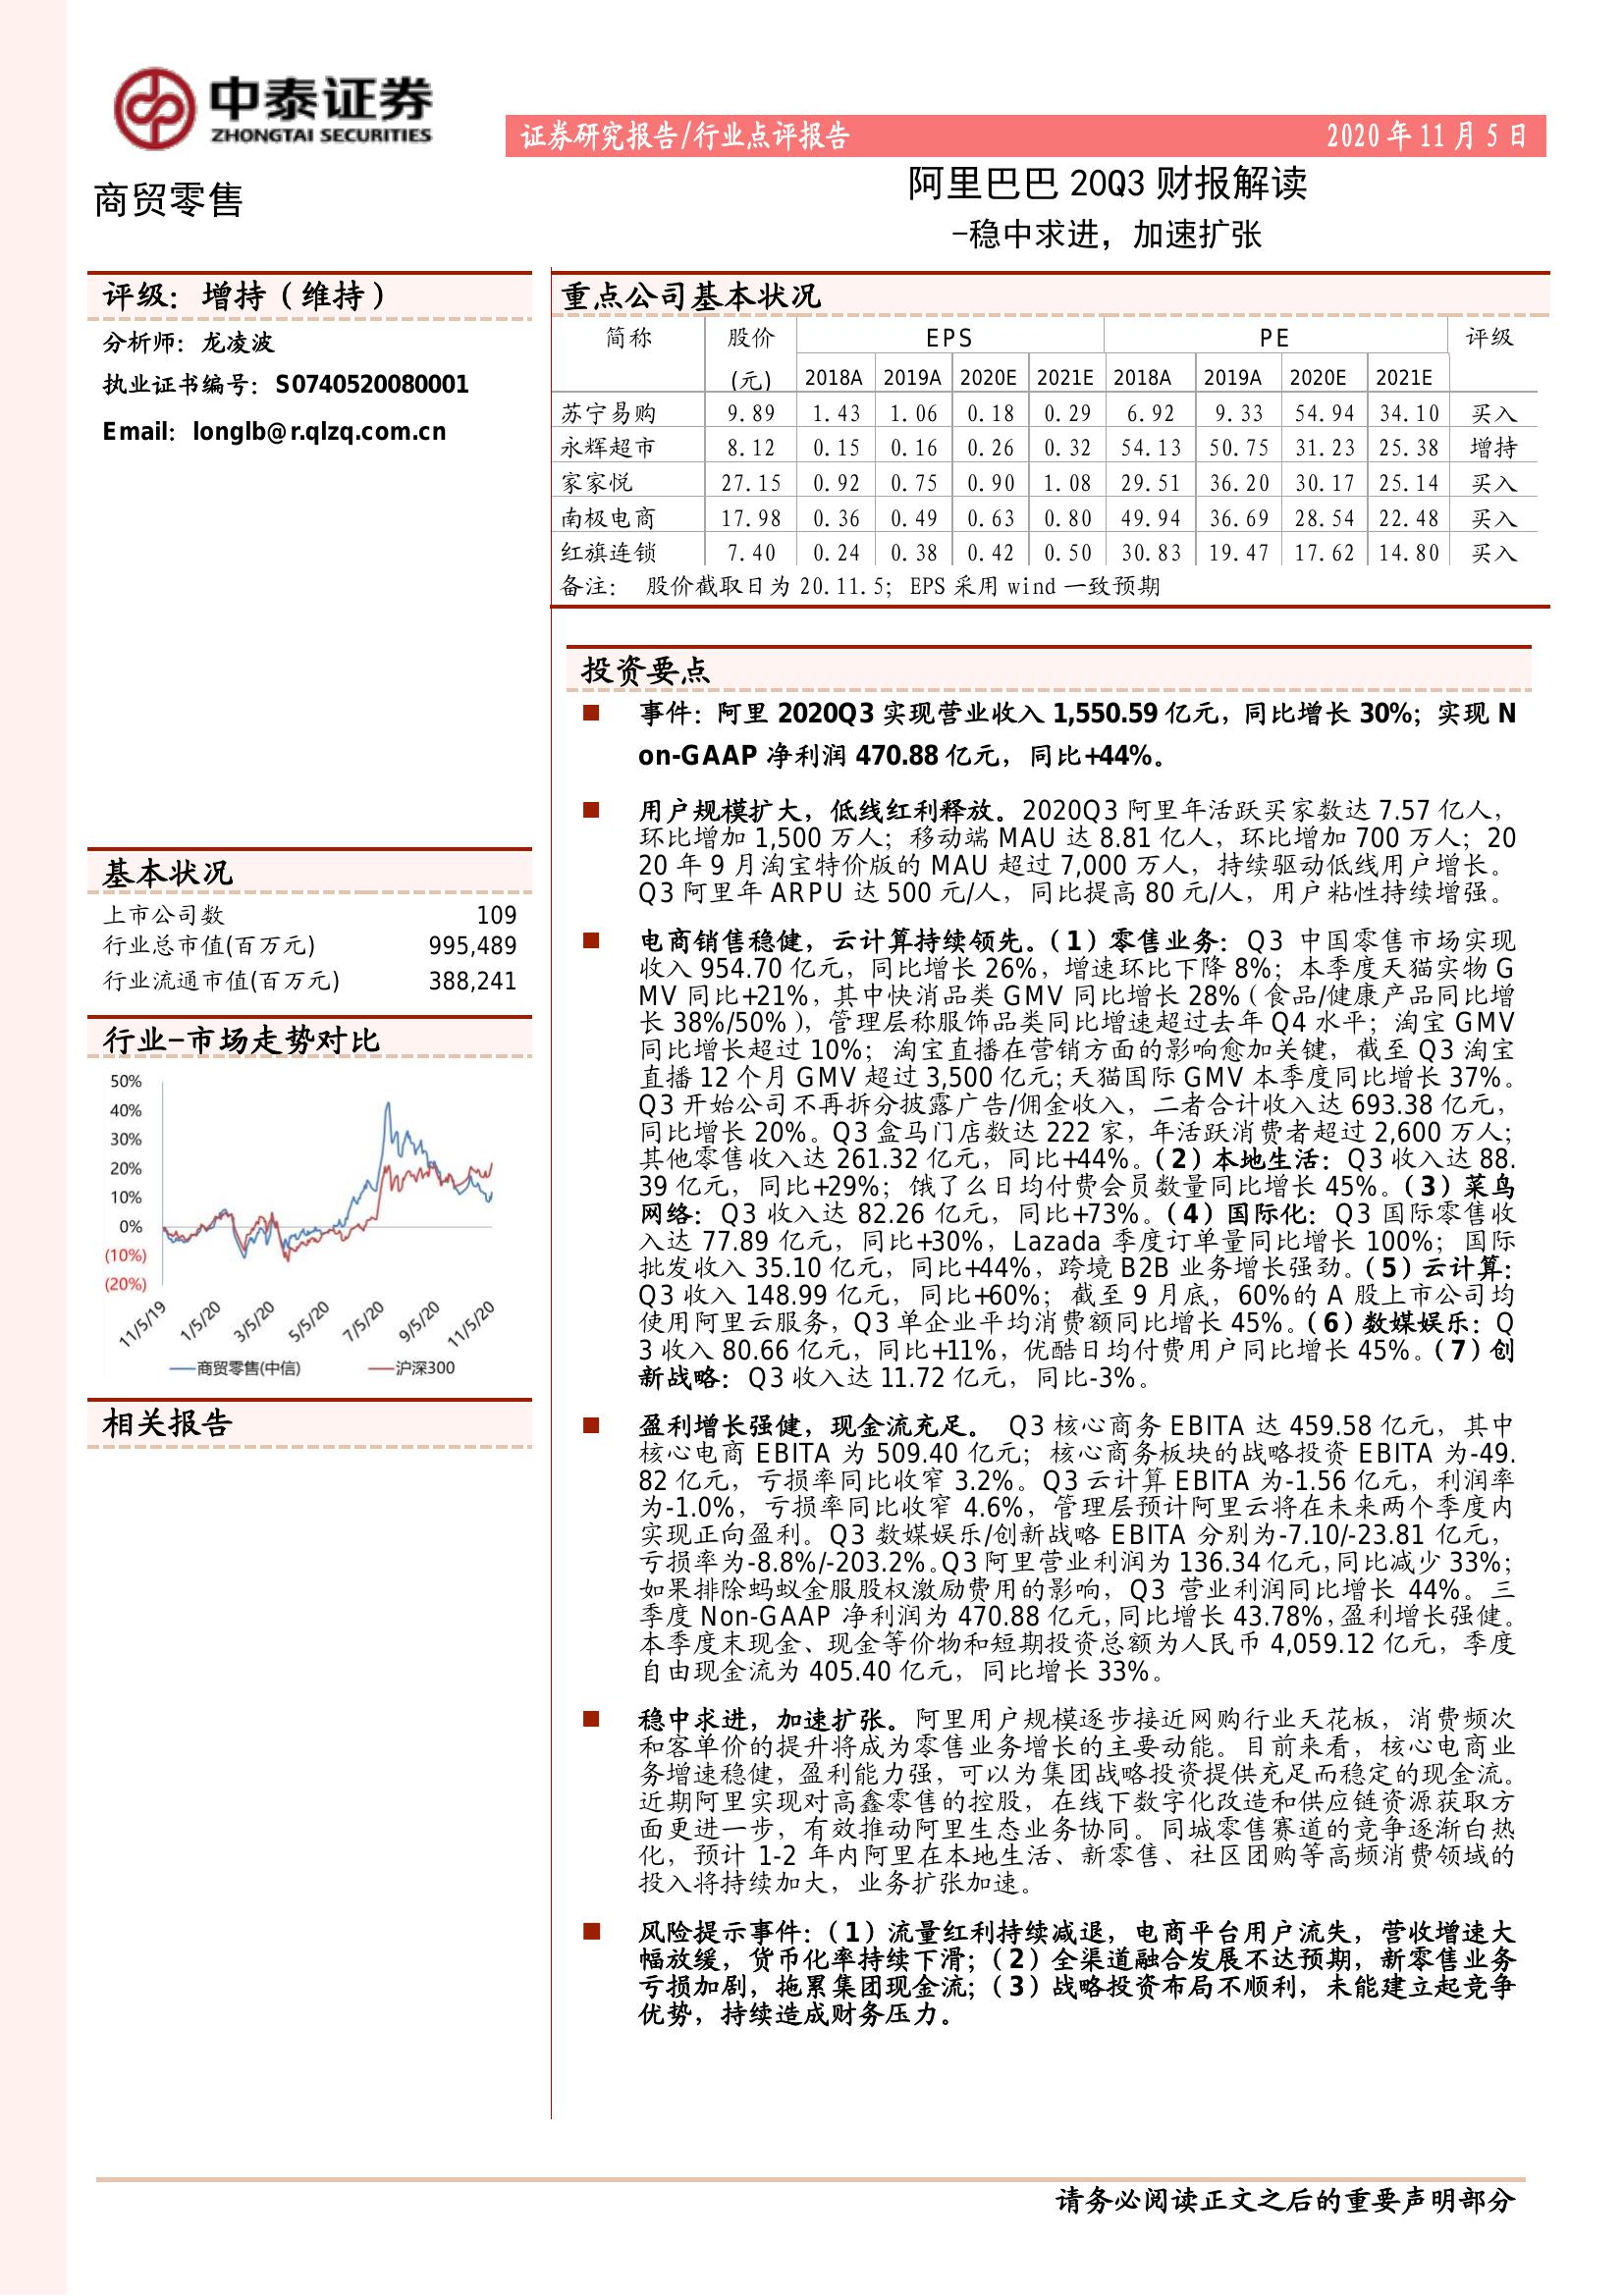 中泰证券
ZHONGTAI SECURITIES
证券研究报告/行业点评报告 2020 年 11 月 5 日
商贸零售
阿里巴巴 20Q3 财报解读
-稳中求进，加速扩张
评级：增持（维持）
分析师：龙凌波
执业证书编号：S0740520080001
Email：longlb@r.qlzq.com.cn
基本状况
上市公司数 109
行业总市值(百万元) 995,489
行业流通市值(百万元) 388,241
行业-市场走势对比
50%
40%
30%
20%
10%
0%
(10%)
(20%)
11/5/19 1/5/20 3/5/20 5/5/20 7/5/20 9/5/20 11/5/20
商贸零售(中信) 沪深300
相关报告
重点公司基本状况
简称 股价 EPS PE 评级
(元) 2018A 2019A 2020E 2021E 2018A 2019A 2020E 2021E
苏宁易购 9.89 1.43 1.06 0.18 0.29 6.92 9.33 54.94 34.10 买入
永辉超市 8.12 0.15 0.16 0.26 0.32 54.13 50.75 31.23 25.38 增持
家家悦 27.15 0.92 0.75 0.90 1.08 29.51 36.20 30.17 25.14 买入
南极电商 17.98 0.36 0.49 0.63 0.80 49.94 36.69 28.54 22.48 买入
红旗连锁 7.40 0.24 0.38 0.42 0.50 30.83 19.47 17.62 14.80 买入
备注： 股价截取日为 20.11.5；EPS 采用 wind 一致预期
投资要点
事件：阿里 2020Q3 实现营业收入 1,550.59 亿元，同比增长 30%；实现 N
on-GAAP 净利润 470.88 亿元，同比+44%。
用户规模扩大，低线红利释放。2020Q3 阿里年活跃买家数达 7.57 亿人，
环比增加 1,500 万人；移动端 MAU 达 8.81 亿人，环比增加 700 万人；20
20 年 9 月淘宝特价版的 MAU 超过 7,000 万人，持续驱动低线用户增长。
Q3 阿里年 ARPU 达 500 元/人，同比提高 80 元/人，用户粘性持续增强。
电商销售稳健，云计算持续领先。（1）零售业务：Q3 中国零售市场实现
收入 954.70 亿元，同比增长 26%，增速环比下降 8%；本季度天猫实物 G
MV 同比+21%，其中快消品类 GMV 同比增长 28%（食品/健康产品同比增
长 38%/50%），管理层称服饰品类同比增速超过去年 Q4 水平；淘宝 GMV
同比增长超过 10%；淘宝直播在营销方面的影响愈加关键，截至 Q3 淘宝
直播 12 个月 GMV 超过 3,500 亿元；天猫国际 GMV 本季度同比增长 37%。
Q3 开始公司不再拆分披露广告/佣金收入，二者合计收入达 693.38 亿元，
同比增长 20%。Q3 盒马门店数达 222 家，年活跃消费者超过 2,600 万人；
其他零售收入达 261.32 亿元，同比+44%。（2）本地生活：Q3 收入达 88.
39 亿元，同比+29%；饿了么日均付费会员数量同比增长 45%。（3）菜鸟
网络：Q3 收入达 82.26 亿元，同比+73%。（4）国际化：Q3 国际零售收
入达 77.89 亿元，同比+30%，Lazada 季度订单量同比增长 100%；国际
批发收入 35.10 亿元，同比+44%，跨境 B2B 业务增长强劲。（5）云计算：
Q3 收入 148.99 亿元，同比+60%；截至 9 月底，60%的 A 股上市公司均
使用阿里云服务，Q3 单企业平均消费额同比增长 45%。（6）数媒娱乐：Q
3 收入 80.66 亿元，同比+11%，优酷日均付费用户同比增长 45%。（7）创
新战略：Q3 收入达 11.72 亿元，同比-3%。
盈利增长强健，现金流充足。 Q3 核心商务 EBITA 达 459.58 亿元，其中
核心电商 EBITA 为 509.40 亿元；核心商务板块的战略投资 EBITA 为-49.
82 亿元，亏损率同比收窄 3.2%。Q3 云计算 EBITA 为-1.56 亿元，利润率
为-1.0%，亏损率同比收窄 4.6%，管理层预计阿里云将在未来两个季度内
实现正向盈利。Q3 数媒娱乐/创新战略 EBITA 分别为-7.10/-23.81 亿元，
亏损率为-8.8%/-203.2%。Q3 阿里营业利润为 136.34 亿元，同比减少 33%；
如果排除蚂蚁金服股权激励费用的影响，Q3 营业利润同比增长 44%。三
季度 Non-GAAP 净利润为 470.88 亿元，同比增长 43.78%，盈利增长强健。
本季度末现金、现金等价物和短期投资总额为人民币 4,059.12 亿元，季度
自由现金流为 405.40 亿元，同比增长 33%。
稳中求进，加速扩张。阿里用户规模逐步接近网购行业天花板，消费频次
和客单价的提升将成为零售业务增长的主要动能。目前来看，核心电商业
务增速稳健，盈利能力强，可以为集团战略投资提供充足而稳定的现金流。
近期阿里实现对高鑫零售的控股，在线下数字化改造和供应链资源获取方
面更进一步，有效推动阿里生态业务协同。同城零售赛道的竞争逐渐白热
化，预计 1-2 年内阿里在本地生活、新零售、社区团购等高频消费领域的
投入将持续加大，业务扩张加速。
风险提示事件：（1）流量红利持续减退，电商平台用户流失，营收增速大
幅放缓，货币化率持续下滑；（2）全渠道融合发展不达预期，新零售业务
亏损加剧，拖累集团现金流；（3）战略投资布局不顺利，未能建立起竞争
优势，持续造成财务压力。
请务必阅读正文之后的重要声明部分